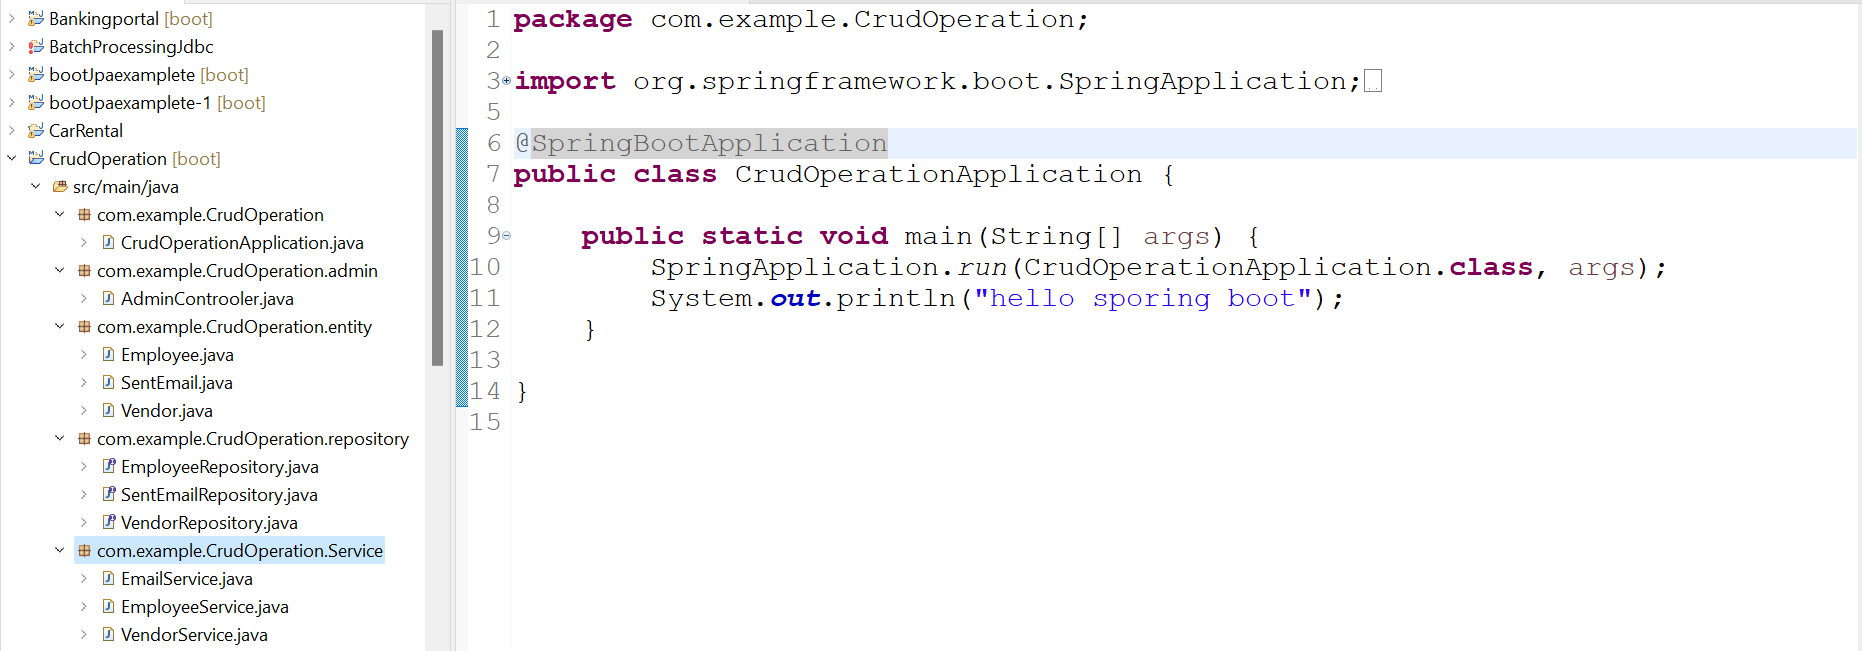 Bankingportal [boot]
BatchProcessingJdbc
bootJpaexamplete [boot]
bootJpaexamplete-1 [boot]
CarRental
CrudOperation [boot]
src/main/java
com.example.CrudOperation
CrudOperationApplication.java
com.example.CrudOperation.admin
AdminControoler.java
com.example.CrudOperation.entity
Employee.java
SentEmail.java
Vendor.java
com.example.CrudOperation.repository
EmployeeRepository.java
SentEmailRepository.java
VendorRepository.java
com.example.CrudOperation.Service
EmailService.java
EmployeeService.java
VendorService.java
1 package com.example.CrudOperation;
2
3 import org.springframework.boot.SpringApplication;
5
6 @SpringBootApplication
7 public class CrudOperationApplication {
8
9 public static void main(String[] args) {
10 SpringApplication.run(CrudOperationApplication.class, args);
11 System.out.println("hello sporing boot");
12 }
13
14 }
15